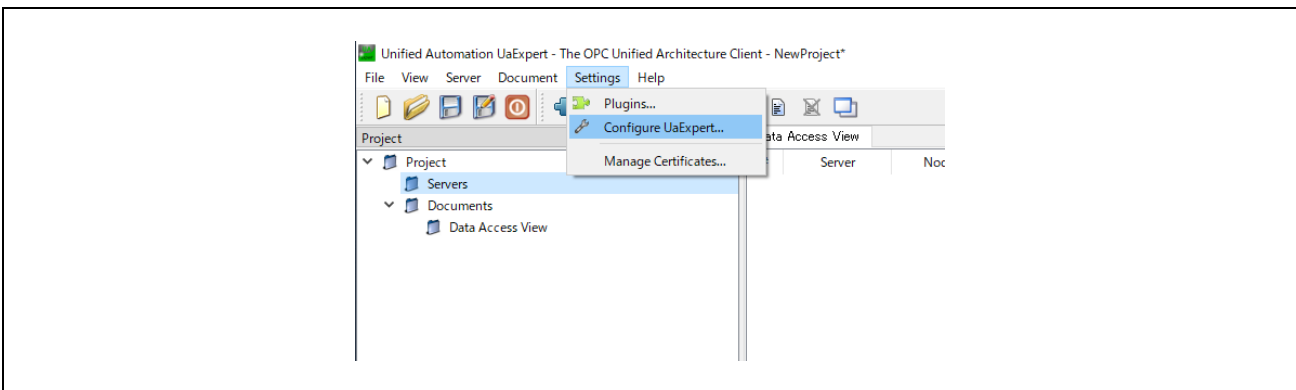 Unified Automation UaExpert - The OPC Unified Architecture Client - NewProject*
File View Server Document Settings Help
Plugins...
Configure UaExpert...
Manage Certificates...
Project
Data Access View
Project
Servers
Documents
Data Access View
Server